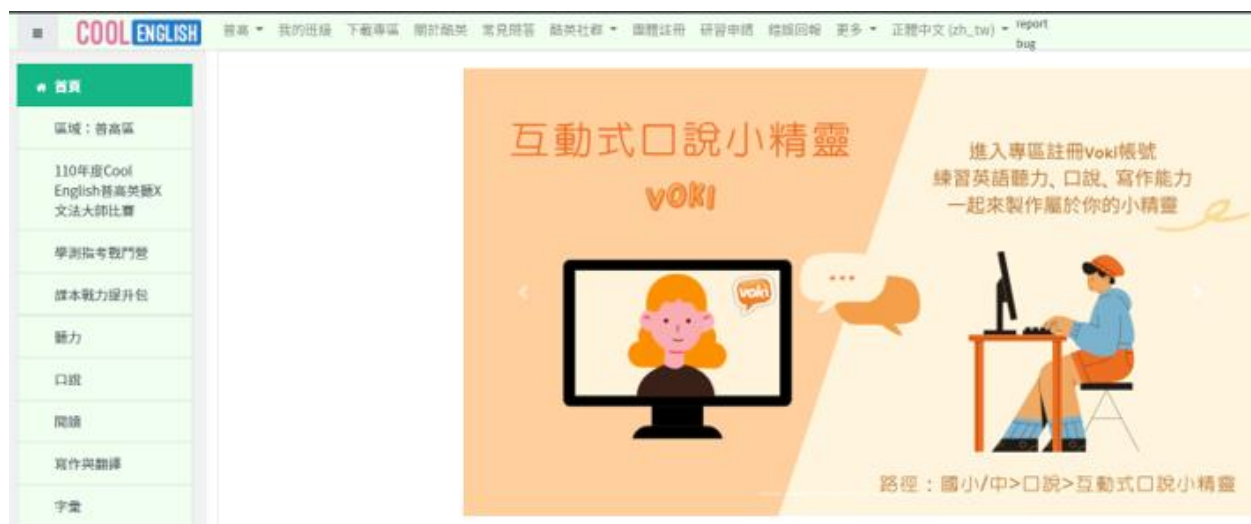 COOL ENGLISH 普高 我的班級 下載專區 關於酷英 常見問答 酷英社群 團體註冊 研習申請 錯誤回報 更多 正體中文 (zh_tw) report
bug
首頁
區域：普高區
110年度Cool
English普高英聽X
文法大師比賽
學測指考戰鬥營
課本戰力提升包
聽力
口說
閱讀
寫作與翻譯
字彙
互動式口說小精靈
VOKI
進入專區註冊Voki帳號
練習英語聽力、口說、寫作能力
一起來製作屬於你的小精靈
voki
路徑：國小/中>口說>互動式口說小精靈